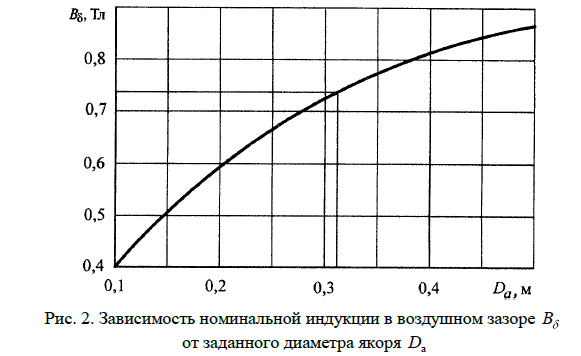 Bδ, Тл
0,8
0,7
0,6
0,5
0,4
0,1 0,2 0,3 0,4 Da, м
Рис. 2. Зависимость номинальной индукции в воздушном зазоре Bδ
от заданного диаметра якоря Dа